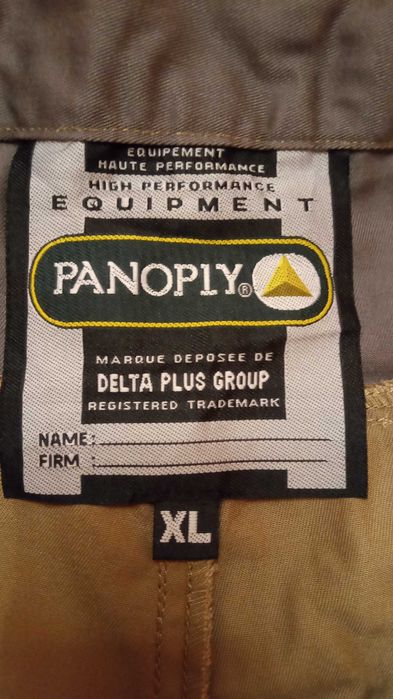 EQUIPEMENT
HAUTE PERFORMANCE
HIGH PERFORMANCE
EQUIPMENT
PANOPLY®
MARQUE DEPOSEE DE
DELTA PLUS GROUP
REGISTERED TRADEMARK
NAME:
FIRM :
XL